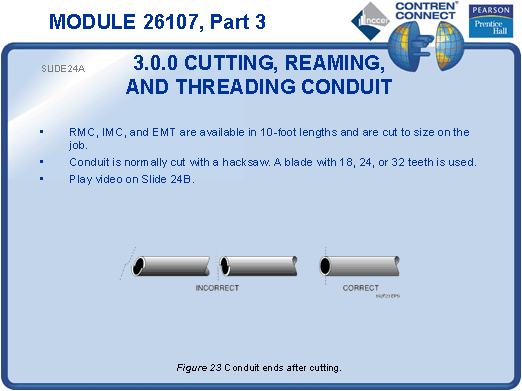 MODULE 26107, Part 3
nccer
CONTREN®
CONNECT
PEARSON
Prentice
Hall
SLIDE 24A
3.0.0 CUTTING, REAMING,
AND THREADING CONDUIT
• RMC, IMC, and EMT are available in 10-foot lengths and are cut to size on the
job.
• Conduit is normally cut with a hacksaw. A blade with 18, 24, or 32 teeth is used.
• Play video on Slide 24B.
INCORRECT
CORRECT
Figure 23 Conduit ends after cutting.